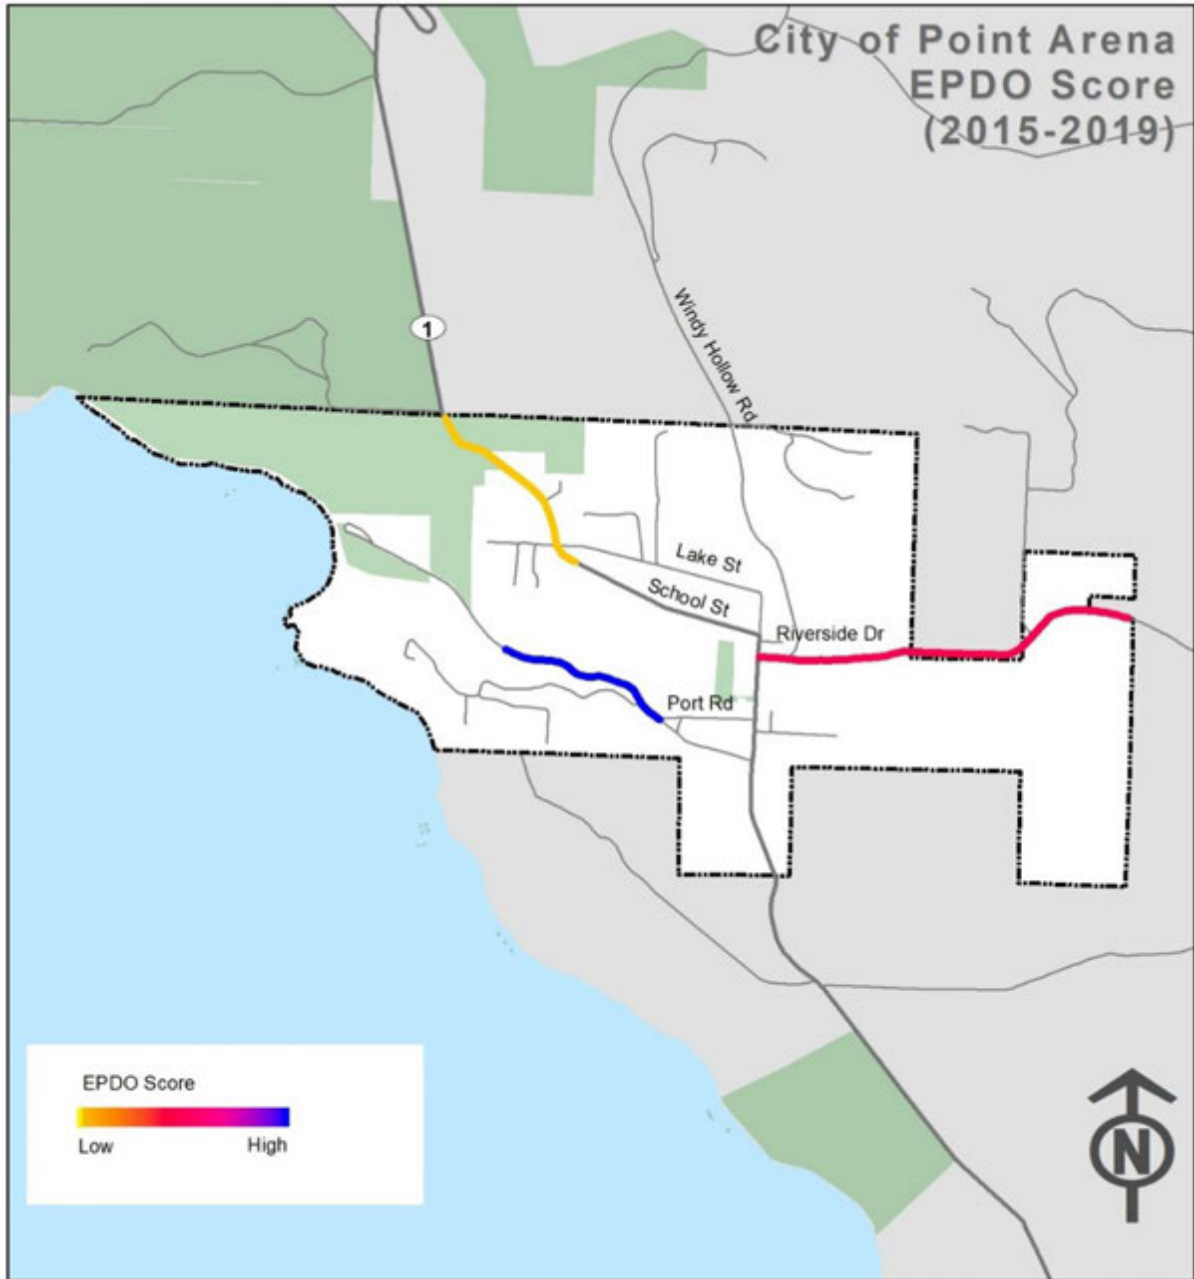 City of Point Arena
EPDO Score
(2015-2019)
1
Windy Hollow Rd
Lake St
School St
Riverside Dr
Port Rd
EPDO Score
Low High
N